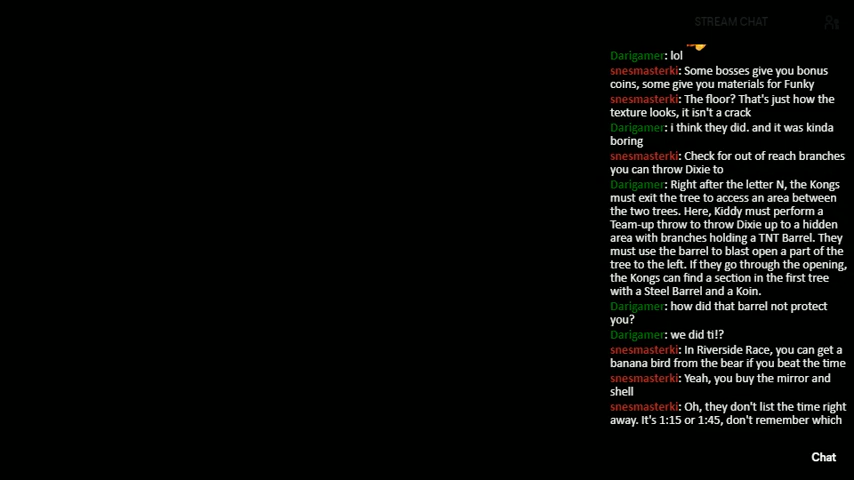 STREAM CHAT
Darigamer: lol
snesmasterki: Some bosses give you bonus
coins, some give you materials for Funky
snesmasterki: The floor? That's just how the
texture looks, it isn't a crack
Darigamer: i think they did. and it was kinda
boring
snesmasterki: Check for out of reach branches
you can throw Dixie to
Darigamer: Right after the letter N, the Kongs
must exit the tree to access an area between
the two trees. Here, Kiddy must perform a
Team-up throw to throw Dixie up to a hidden
area with branches holding a TNT Barrel. They
must use the barrel to blast open a part of the
tree to the left. If they go through the opening,
the Kongs can find a section in the first tree
with a Steel Barrel and a Koin.
Darigamer: how did that barrel not protect
you?
Darigamer: we did ti!?
snesmasterki: In Riverside Race, you can get a
banana bird from the bear if you beat the time
snesmasterki: Yeah, you buy the mirror and
shell
snesmasterki: Oh, they don't list the time right
away. It's 1:15 or 1:45, don't remember which
Chat